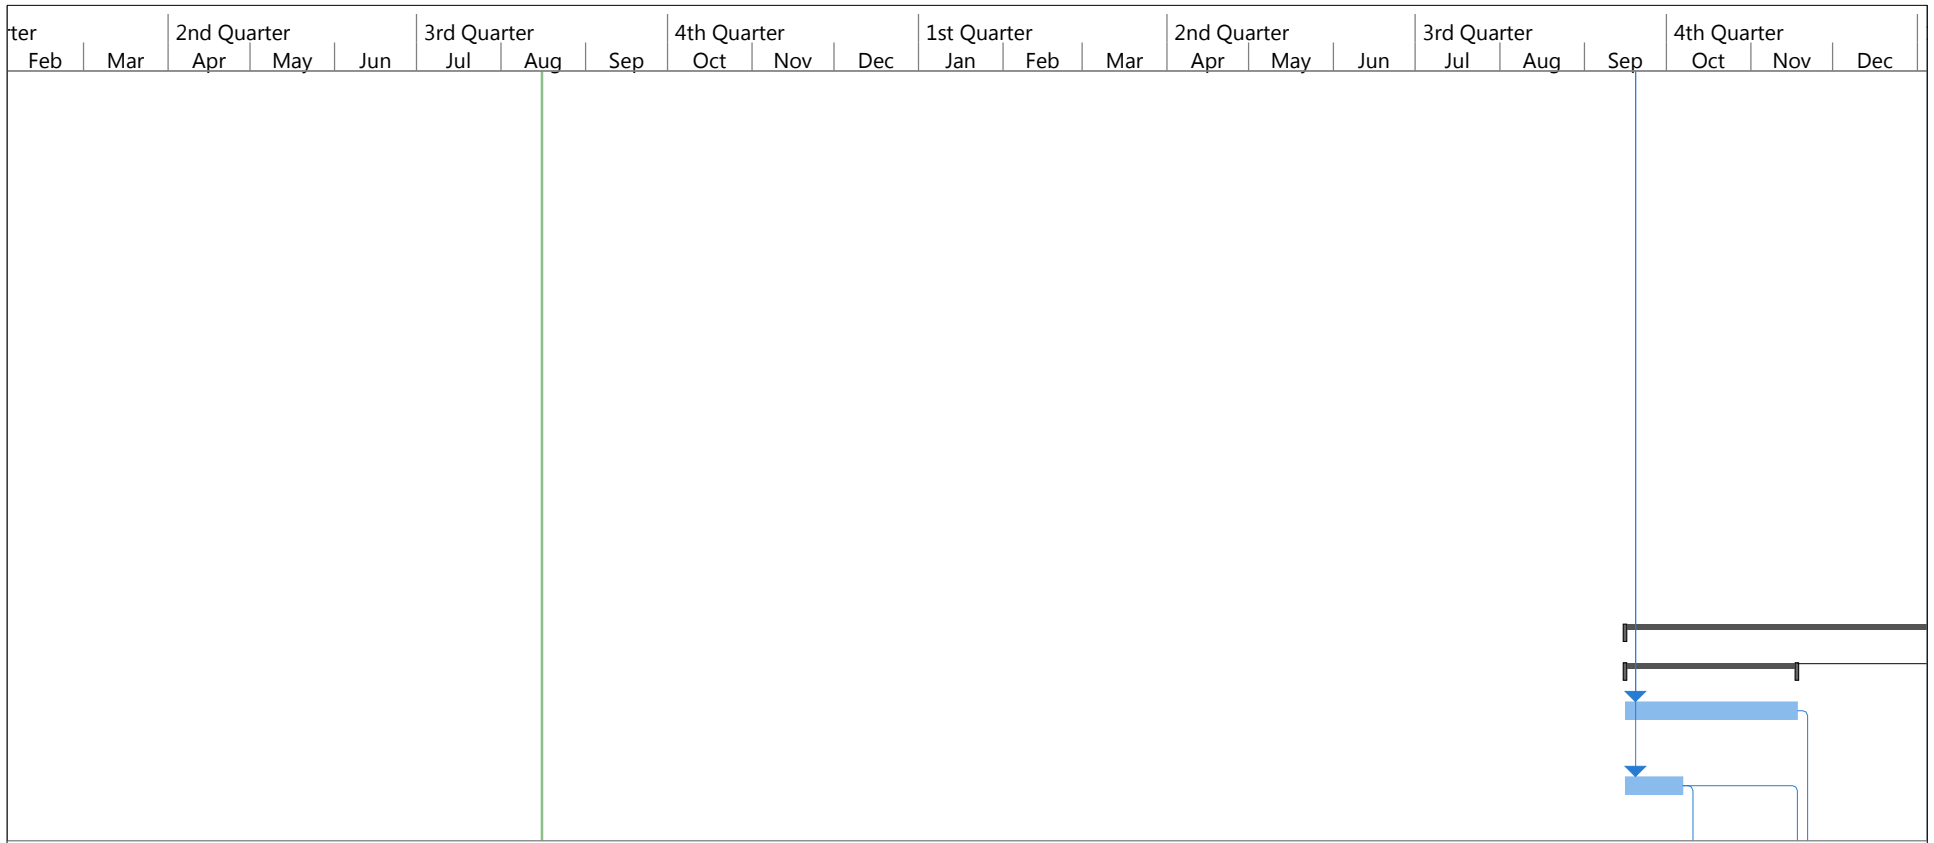 ter 2nd Quarter 3rd Quarter 4th Quarter 1st Quarter 2nd Quarter 3rd Quarter 4th Quarter
Feb Mar Apr May Jun Jul Aug Sep Oct Nov Dec Jan Feb Mar Apr May Jun Jul Aug Sep Oct Nov Dec